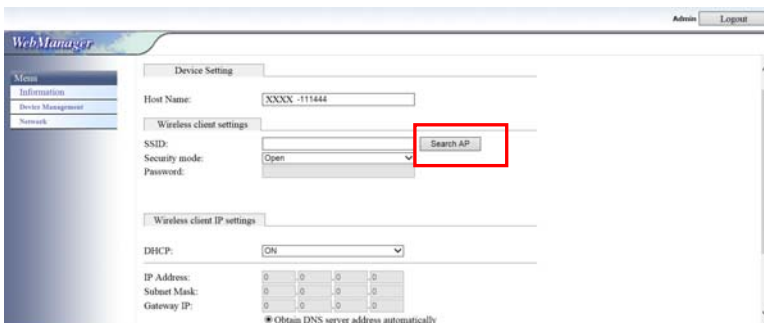 Admin Logout
WebManager
Menu
Information
Device Management
Network
Device Setting
Host Name: XXXX -111444
Wireless client settings
SSID: Search AP
Security mode: Open
Password:
Wireless client IP settings
DHCP: ON
IP Address: 0 .0 .0 .0
Subnet Mask: 0 .0 .0 .0
Gateway IP: 0 .0 .0 .0
Obtain DNS server address automatically